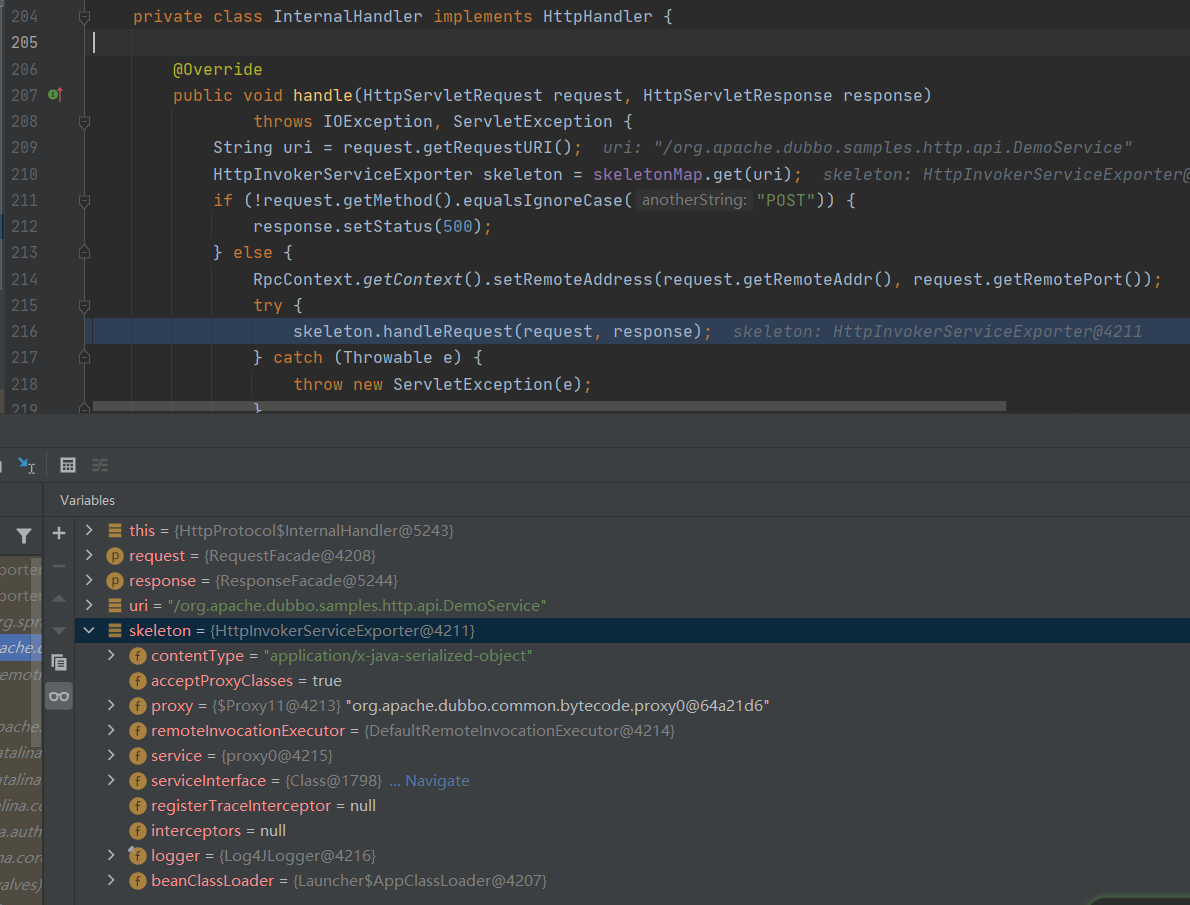 204 private class InternalHandler implements HttpHandler {
205
206 @Override
207 public void handle(HttpServletRequest request, HttpServletResponse response)
208 throws IOException, ServletException {
209 String uri = request.getRequestURI(); uri: "/org.apache.dubbo.samples.http.api.DemoService"
210 HttpInvokerServiceExporter skeleton = skeletonMap.get(uri); skeleton: HttpInvokerServiceExporter@
211 if (!request.getMethod().equalsIgnoreCase( anotherString: "POST")) {
212 response.setStatus(500);
213 } else {
214 RpcContext.getContext().setRemoteAddress(request.getRemoteAddr(), request.getRemotePort());
215 try {
216 skeleton.handleRequest(request, response); skeleton: HttpInvokerServiceExporter@4211
217 } catch (Throwable e) {
218 throw new ServletException(e);
219 }
Variables
this = {HttpProtocol$InternalHandler@5243}
porter
p request = {RequestFacade@4208}
p response = {ResponseFacade@5244}
porter
uri = "/org.apache.dubbo.samples.http.api.DemoService"
rg.spr
skeleton = {HttpInvokerServiceExporter@4211}
pache.
f contentType = "application/x-java-serialized-object"
emot
f acceptProxyClasses = true
f proxy = {$Proxy11@4213} "org.apache.dubbo.common.bytecode.proxy0@64a21d6"
pache.
f remoteInvocationExecutor = {DefaultRemoteInvocationExecutor@4214}
atalina
f service = {proxy0@4215}
atalina.
f serviceInterface = {Class@1798} ... Navigate
alina.co
f registerTraceInterceptor = null
a.auth
f interceptors = null
na.cor
f logger = {Log4JLogger@4216}
valves)
f beanClassLoader = {Launcher$AppClassLoader@4207}